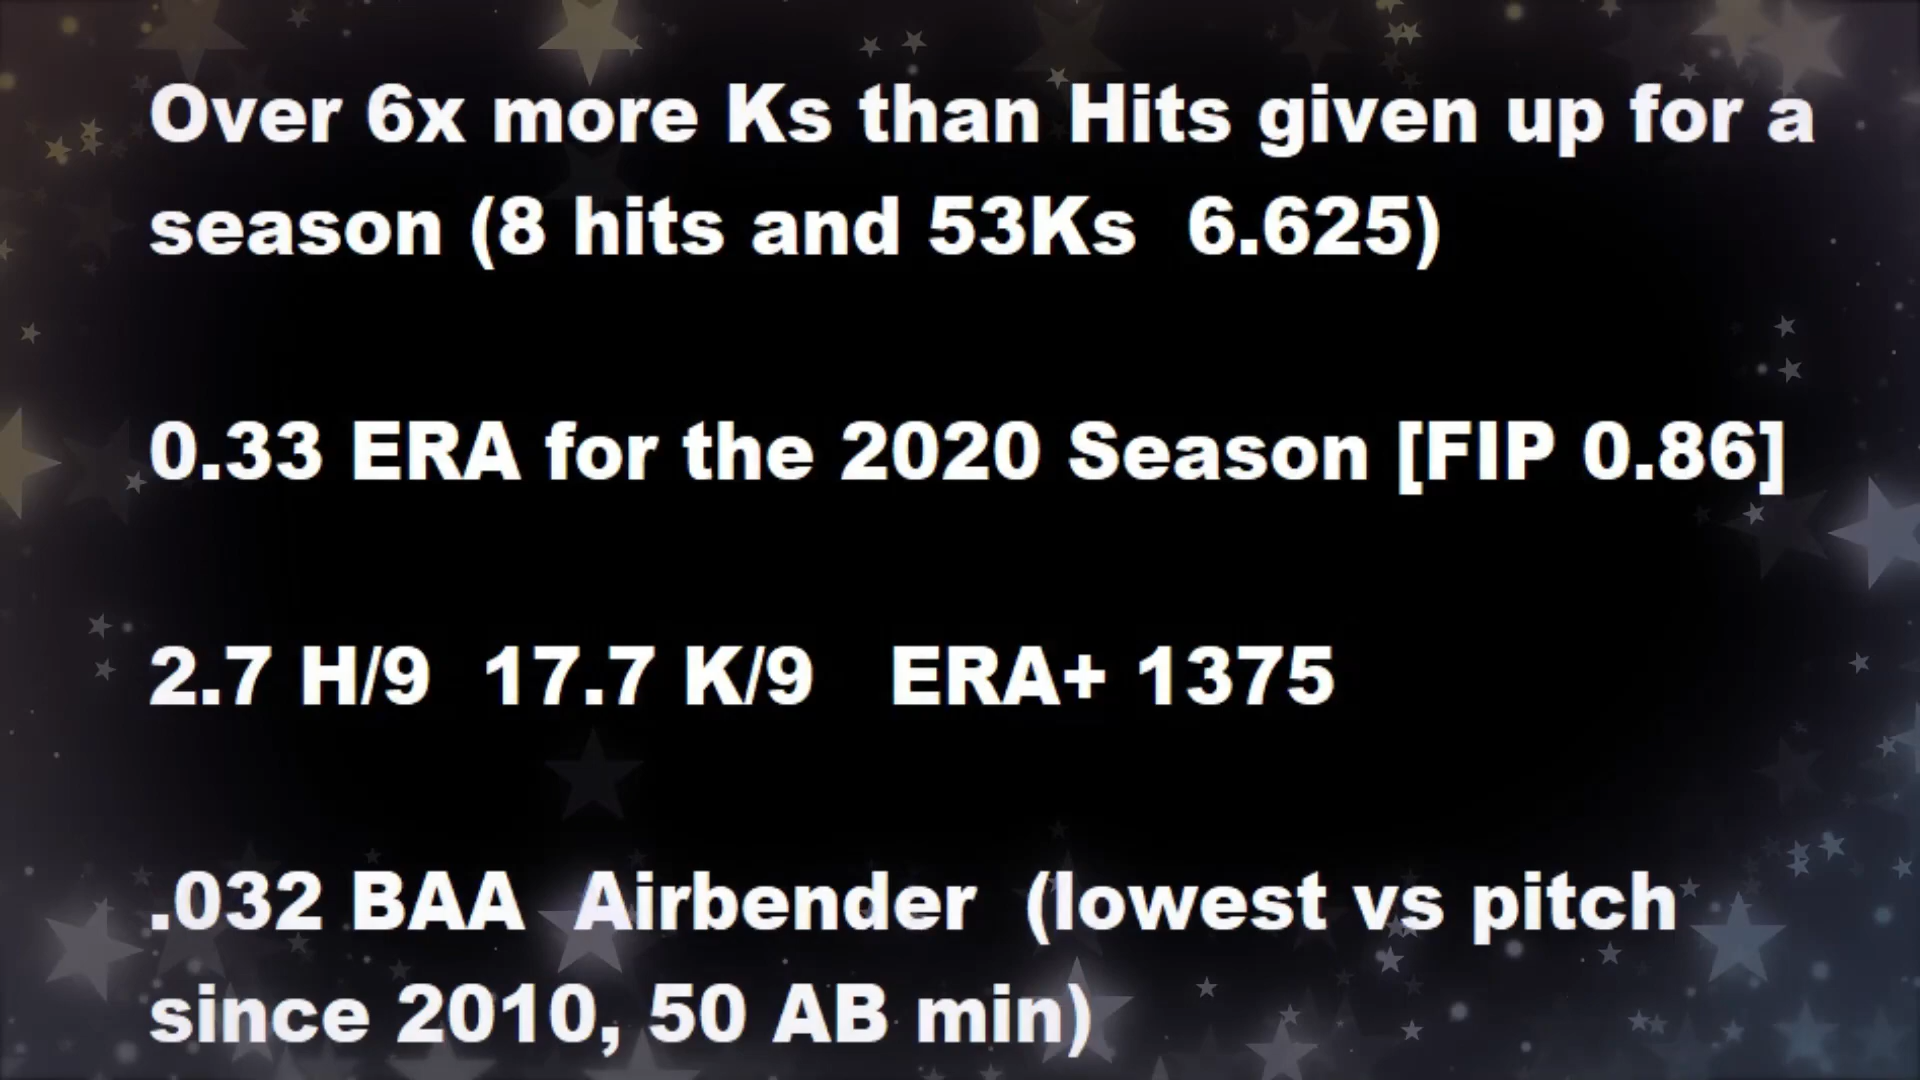 Over 6x more Ks than Hits given up for a
season (8 hits and 53Ks  6.625)
0.33 ERA for the 2020 Season [FIP 0.86]
2.7 H/9  17.7 K/9   ERA+ 1375
.032 BAA  Airbender  (lowest vs pitch
since 2010, 50 AB min)